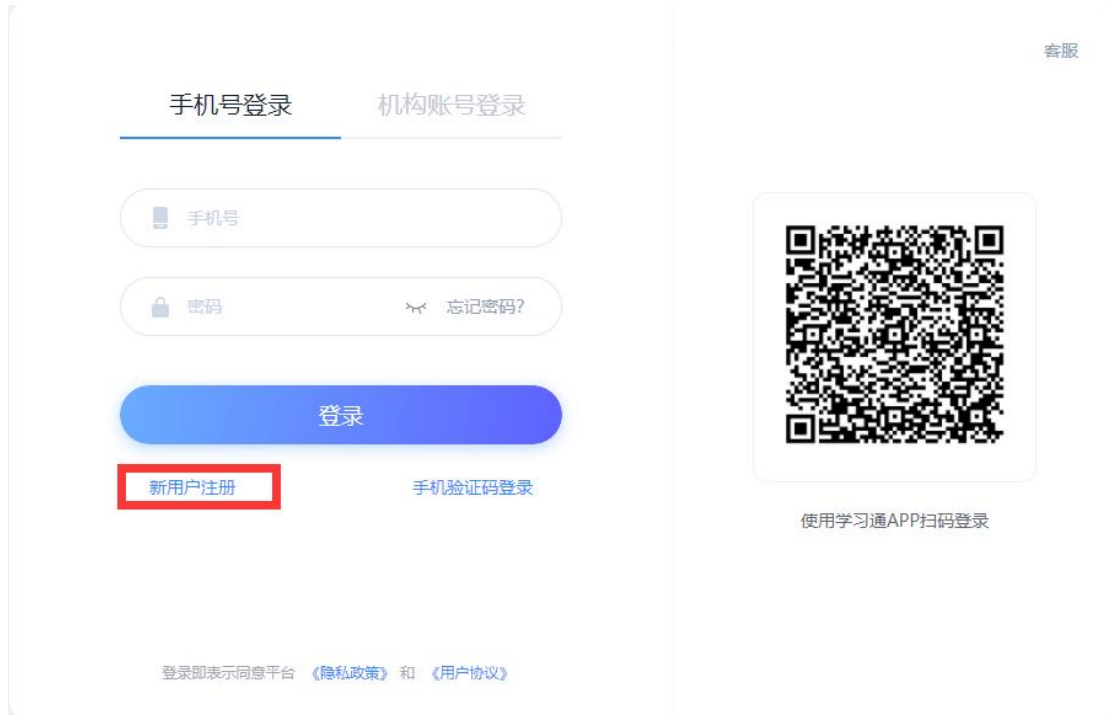 客服
手机号登录 机构账号登录
手机号
密码 忘记密码?
登录
新用户注册 手机验证码登录
使用学习通APP扫码登录
登录即表示同意平台 《隐私政策》 和 《用户协议》